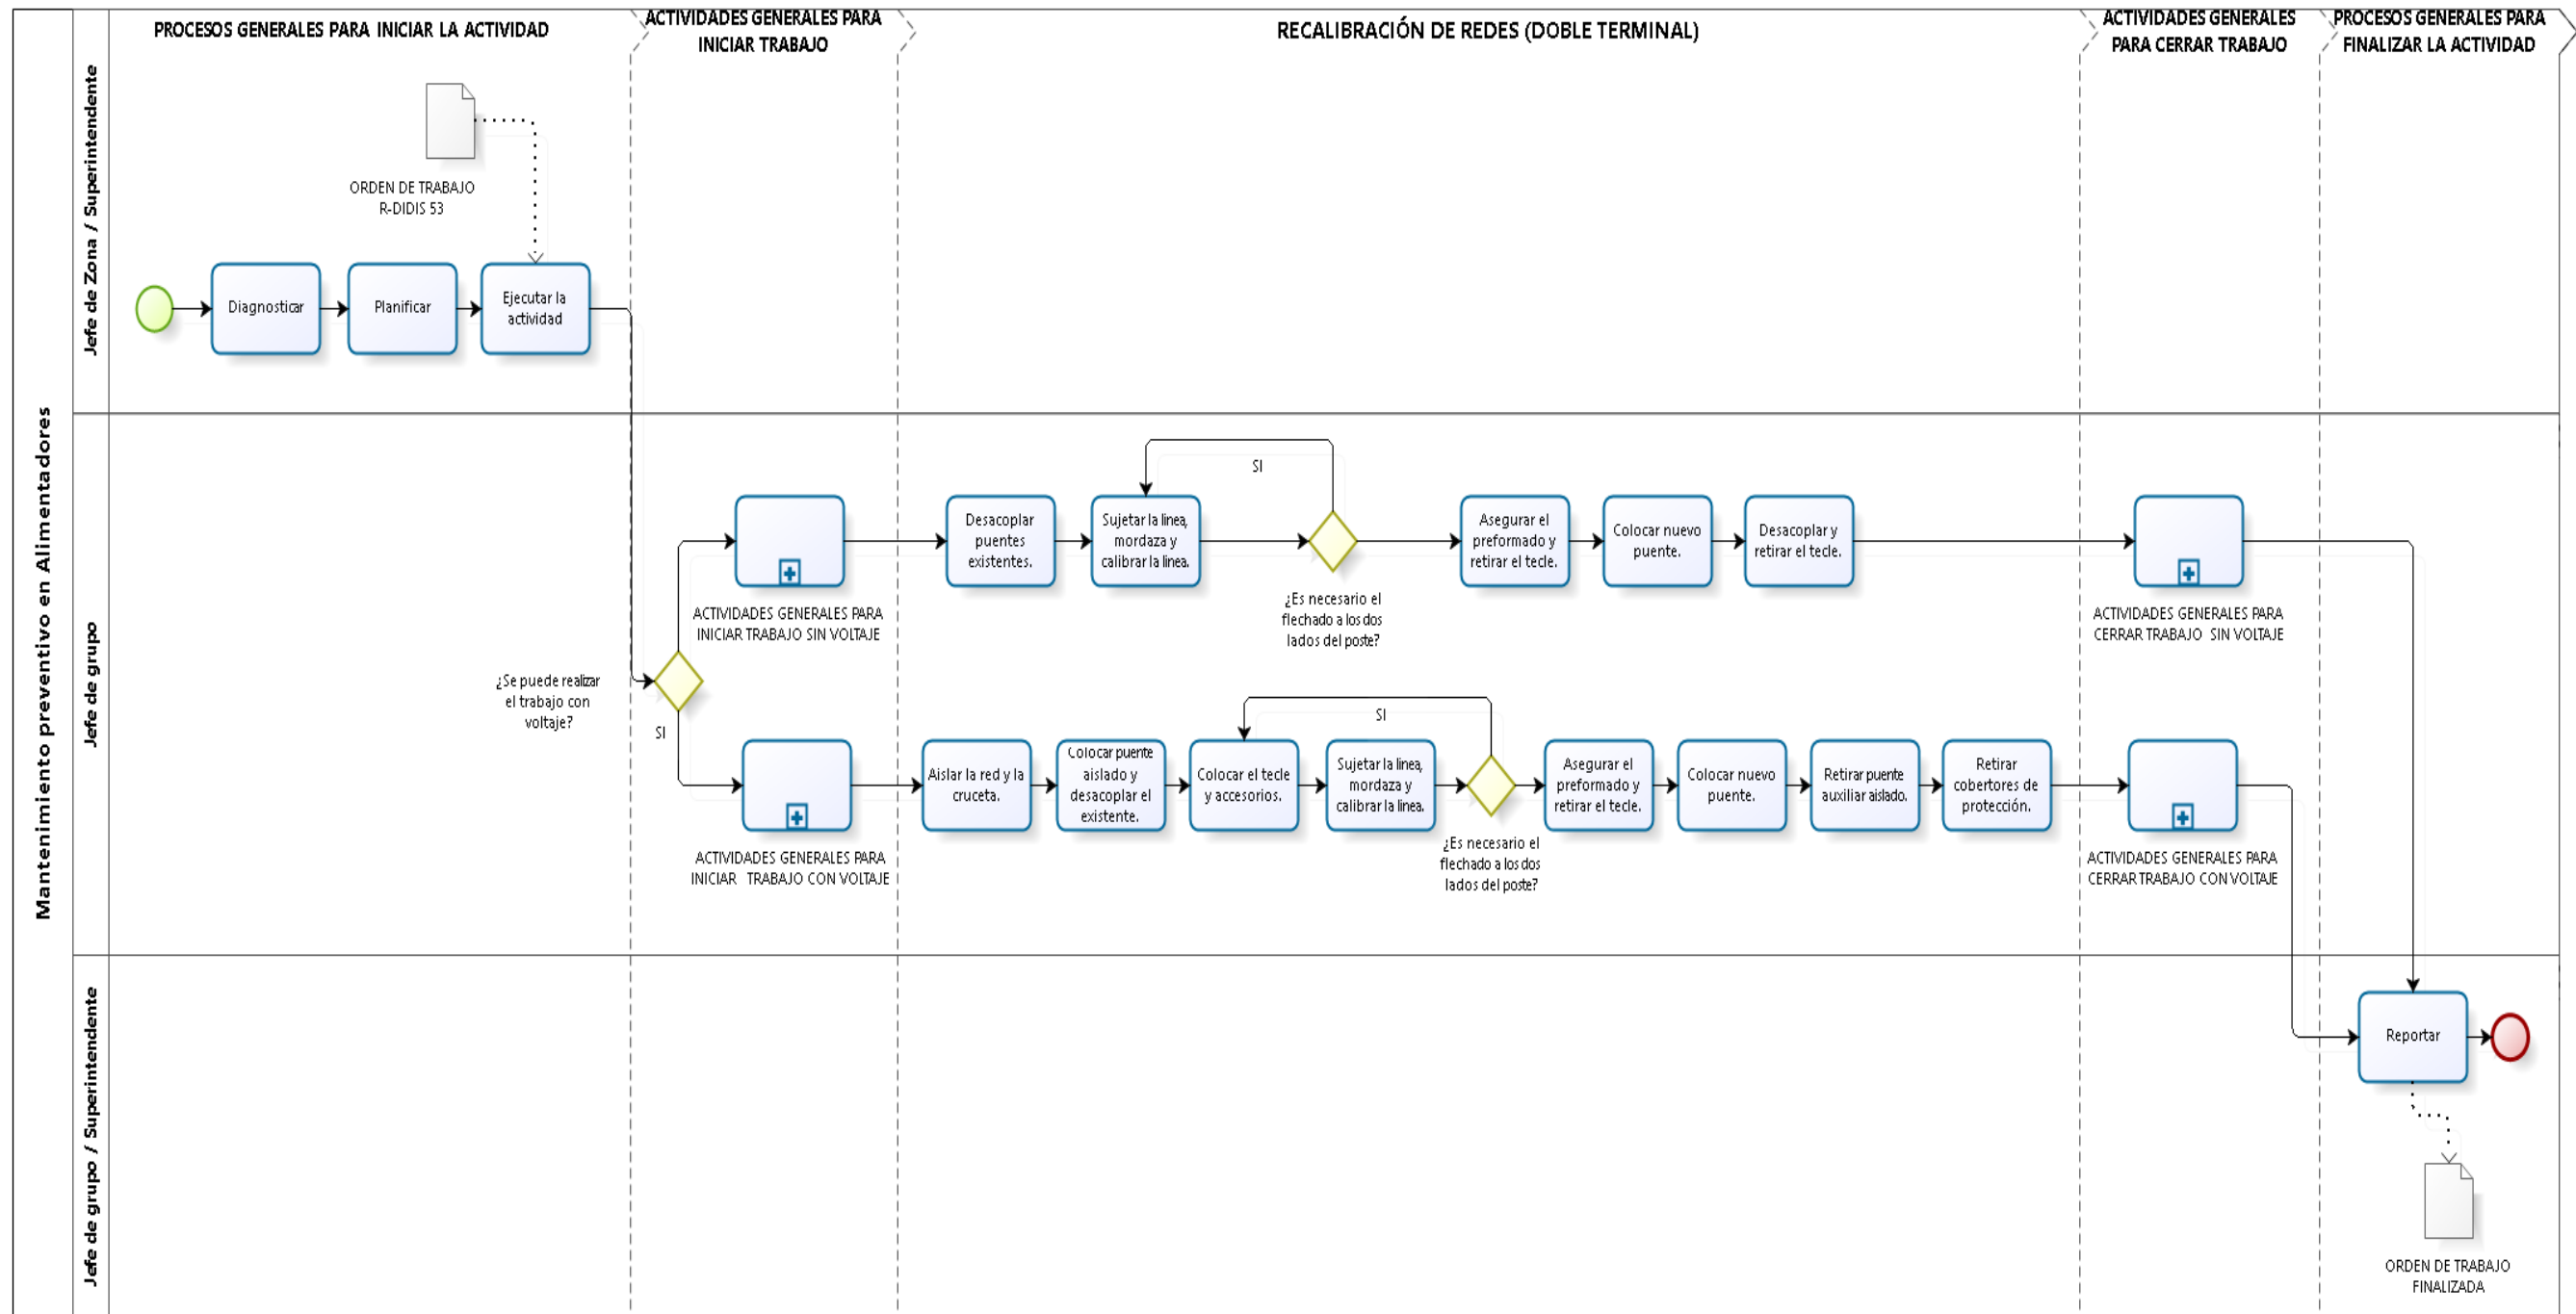 PROCESOS GENERALES PARA INICIAR LA ACTIVIDAD
ACTIVIDADES GENERALES PARA
INICIAR TRABAJO
RECALIBRACIÓN DE REDES (DOBLE TERMINAL)
ACTIVIDADES GENERALES
PARA CERRAR TRABAJO
PROCESOS GENERALES PARA
FINALIZAR LA ACTIVIDAD
Mantenimiento preventivo en Alimentadores
Jefe de Zona / Superintendente
ORDEN DE TRABAJO
R-DIDIS 53
Diagnosticar
Planificar
Ejecutar la
actividad
Jefe de grupo
¿Se puede realizar
el trabajo con
voltaje?
SI
ACTIVIDADES GENERALES PARA
INICIAR TRABAJO SIN VOLTAJE
Desacoplar
puentes
existentes.
Sujetar la linea,
mordaza y
calibrar la linea.
SI
¿Es necesario el
flechado a los dos
lados del poste?
Asegurar el
preformado y
retirar el tecle.
Colocar nuevo
puente.
Desacoplar y
retirar el tecle.
ACTIVIDADES GENERALES PARA
CERRAR TRABAJO SIN VOLTAJE
ACTIVIDADES GENERALES PARA
INICIAR TRABAJO CON VOLTAJE
Aislar la red y la
cruceta.
Colocar puente
aislado y
desacoplar el
existente.
Colocar el tecle
y accesorios.
Sujetar la linea,
mordaza y
calibrar la linea.
SI
¿Es necesario el
flechado a los dos
lados del poste?
Asegurar el
preformado y
retirar el tecle.
Colocar nuevo
puente.
Retirar puente
auxiliar aislado.
Retirar
cobertores de
protección.
ACTIVIDADES GENERALES PARA
CERRAR TRABAJO CON VOLTAJE
Jefe de grupo / Superintendente
Reportar
ORDEN DE TRABAJO
FINALIZADA